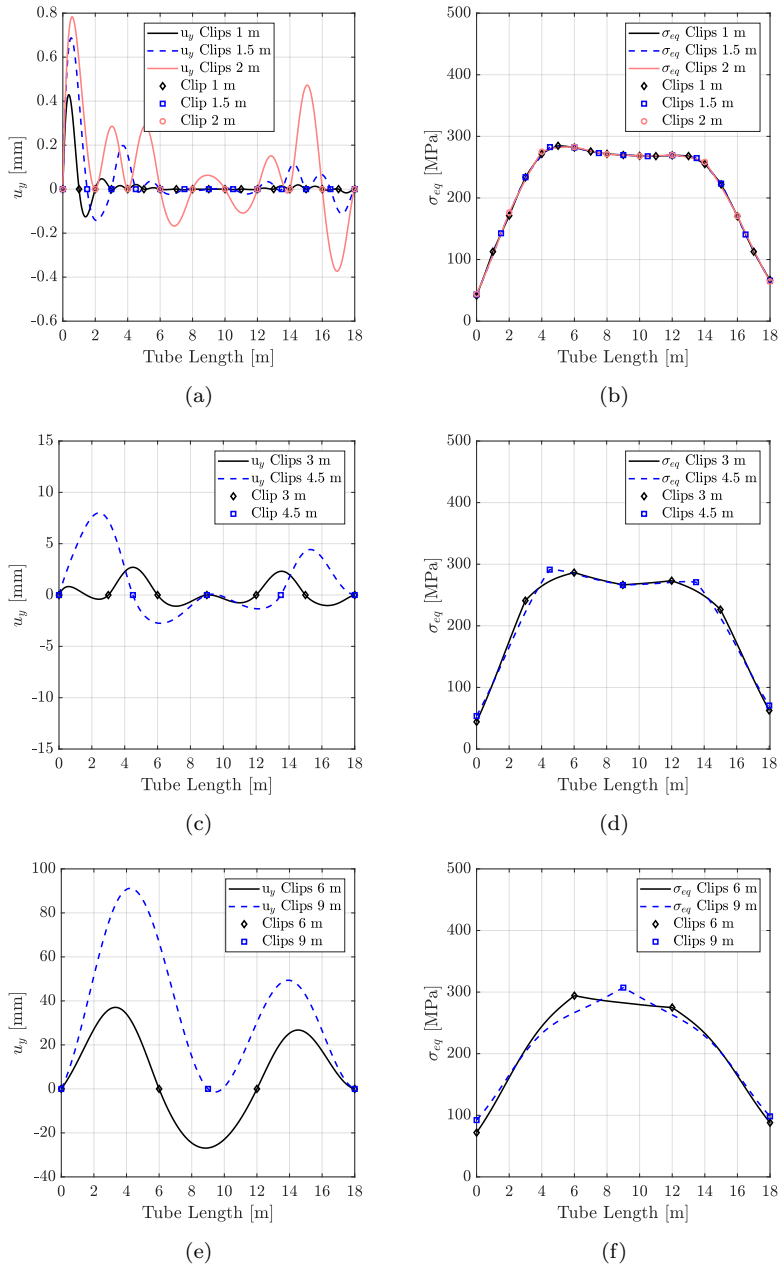 0.8
0.6
0.4
0.2
0
-0.2
-0.4
-0.6
u_y [mm]
0 2 4 6 8 10 12 14 16 18
Tube Length [m]
u_y Clips 1 m
u_y Clips 1.5 m
u_y Clips 2 m
Clip 1 m
Clip 1.5 m
Clip 2 m
(a)
500
400
300
200
100
0
σ_eq [MPa]
0 2 4 6 8 10 12 14 16 18
Tube Length [m]
σ_eq Clips 1 m
σ_eq Clips 1.5 m
σ_eq Clips 2 m
Clips 1 m
Clips 1.5 m
Clip 2 m
(b)
15
10
5
0
-5
-10
-15
u_y [mm]
0 2 4 6 8 10 12 14 16 18
Tube Length [m]
u_y Clips 3 m
u_y Clips 4.5 m
Clip 3 m
Clip 4.5 m
(c)
500
400
300
200
100
0
σ_eq [MPa]
0 2 4 6 8 10 12 14 16 18
Tube Length [m]
σ_eq Clips 3 m
σ_eq Clips 4.5 m
Clips 3 m
Clips 4.5 m
(d)
100
80
60
40
20
0
-20
-40
u_y [mm]
0 2 4 6 8 10 12 14 16 18
Tube Length [m]
u_y Clips 6 m
u_y Clips 9 m
Clips 6 m
Clips 9 m
(e)
500
400
300
200
100
0
σ_eq [MPa]
0 2 4 6 8 10 12 14 16 18
Tube Length [m]
σ_eq Clips 6 m
σ_eq Clips 9 m
Clips 6 m
Clips 9 m
(f)